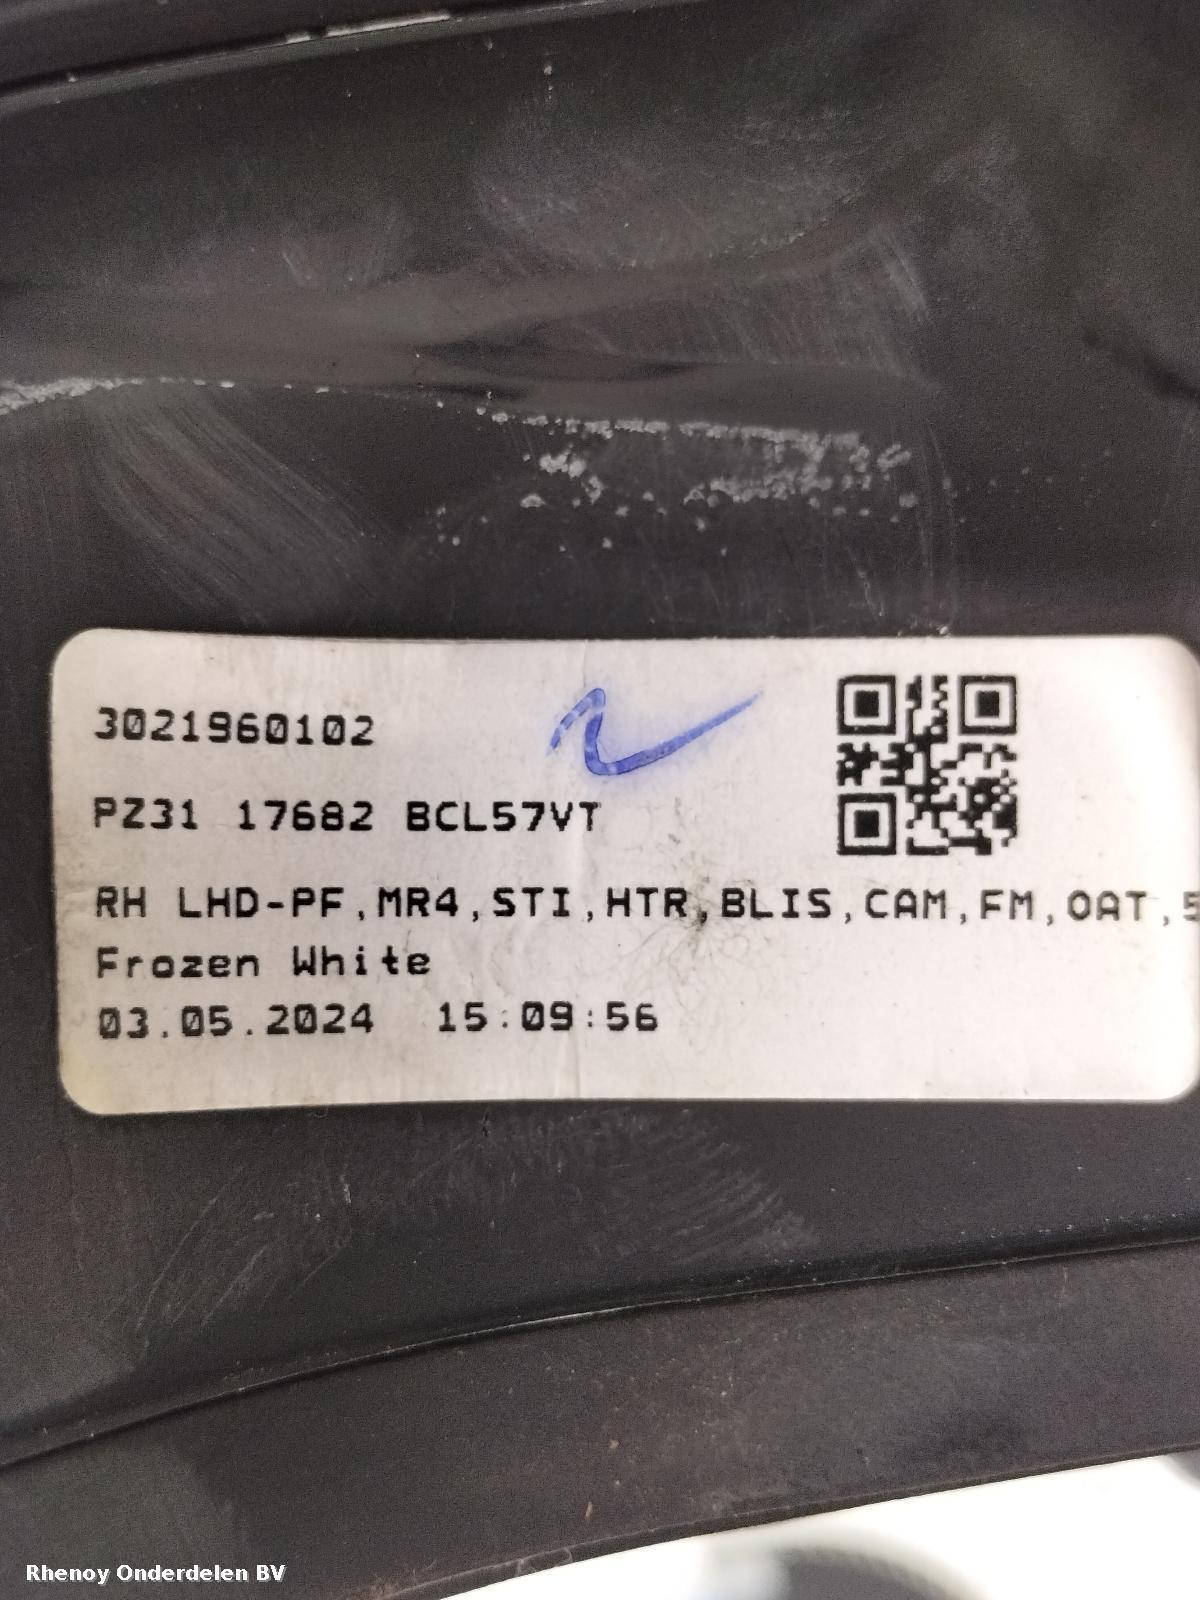 3021960102
PZ31 17682 BCL57VT
RH LHD-PF,MR4,STI,HTR,BLIS,CAM,FM,OAT,5
Frozen White
03.05.2024 15:09:56
Rhenoy Onderdelen BV